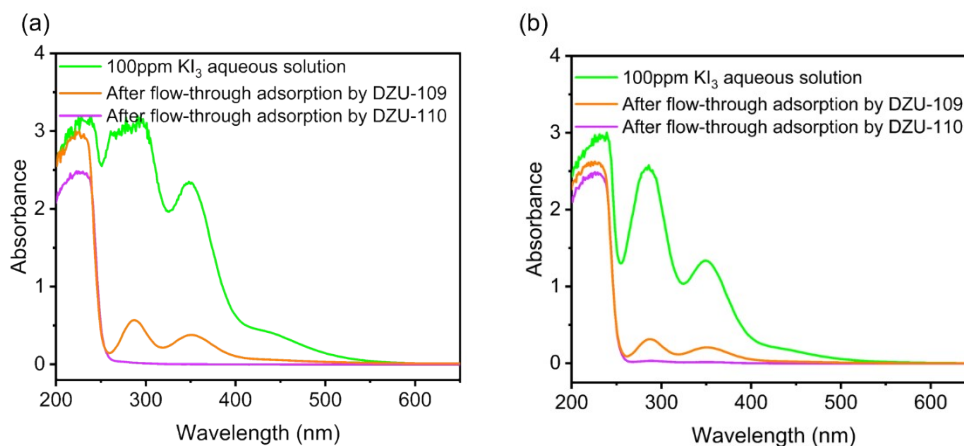 (a)
4
100ppm KI₃ aqueous solution
After flow-through adsorption by DZU-109
After flow-through adsorption by DZU-110
3
2
1
0
Absorbance
200 300 400 500 600
Wavelength (nm)
(b)
4
100ppm KI₃ aqueous solution
After flow-through adsorption by DZU-109
After flow-through adsorption by DZU-110
3
2
1
0
Absorbance
200 300 400 500 600
Wavelength (nm)